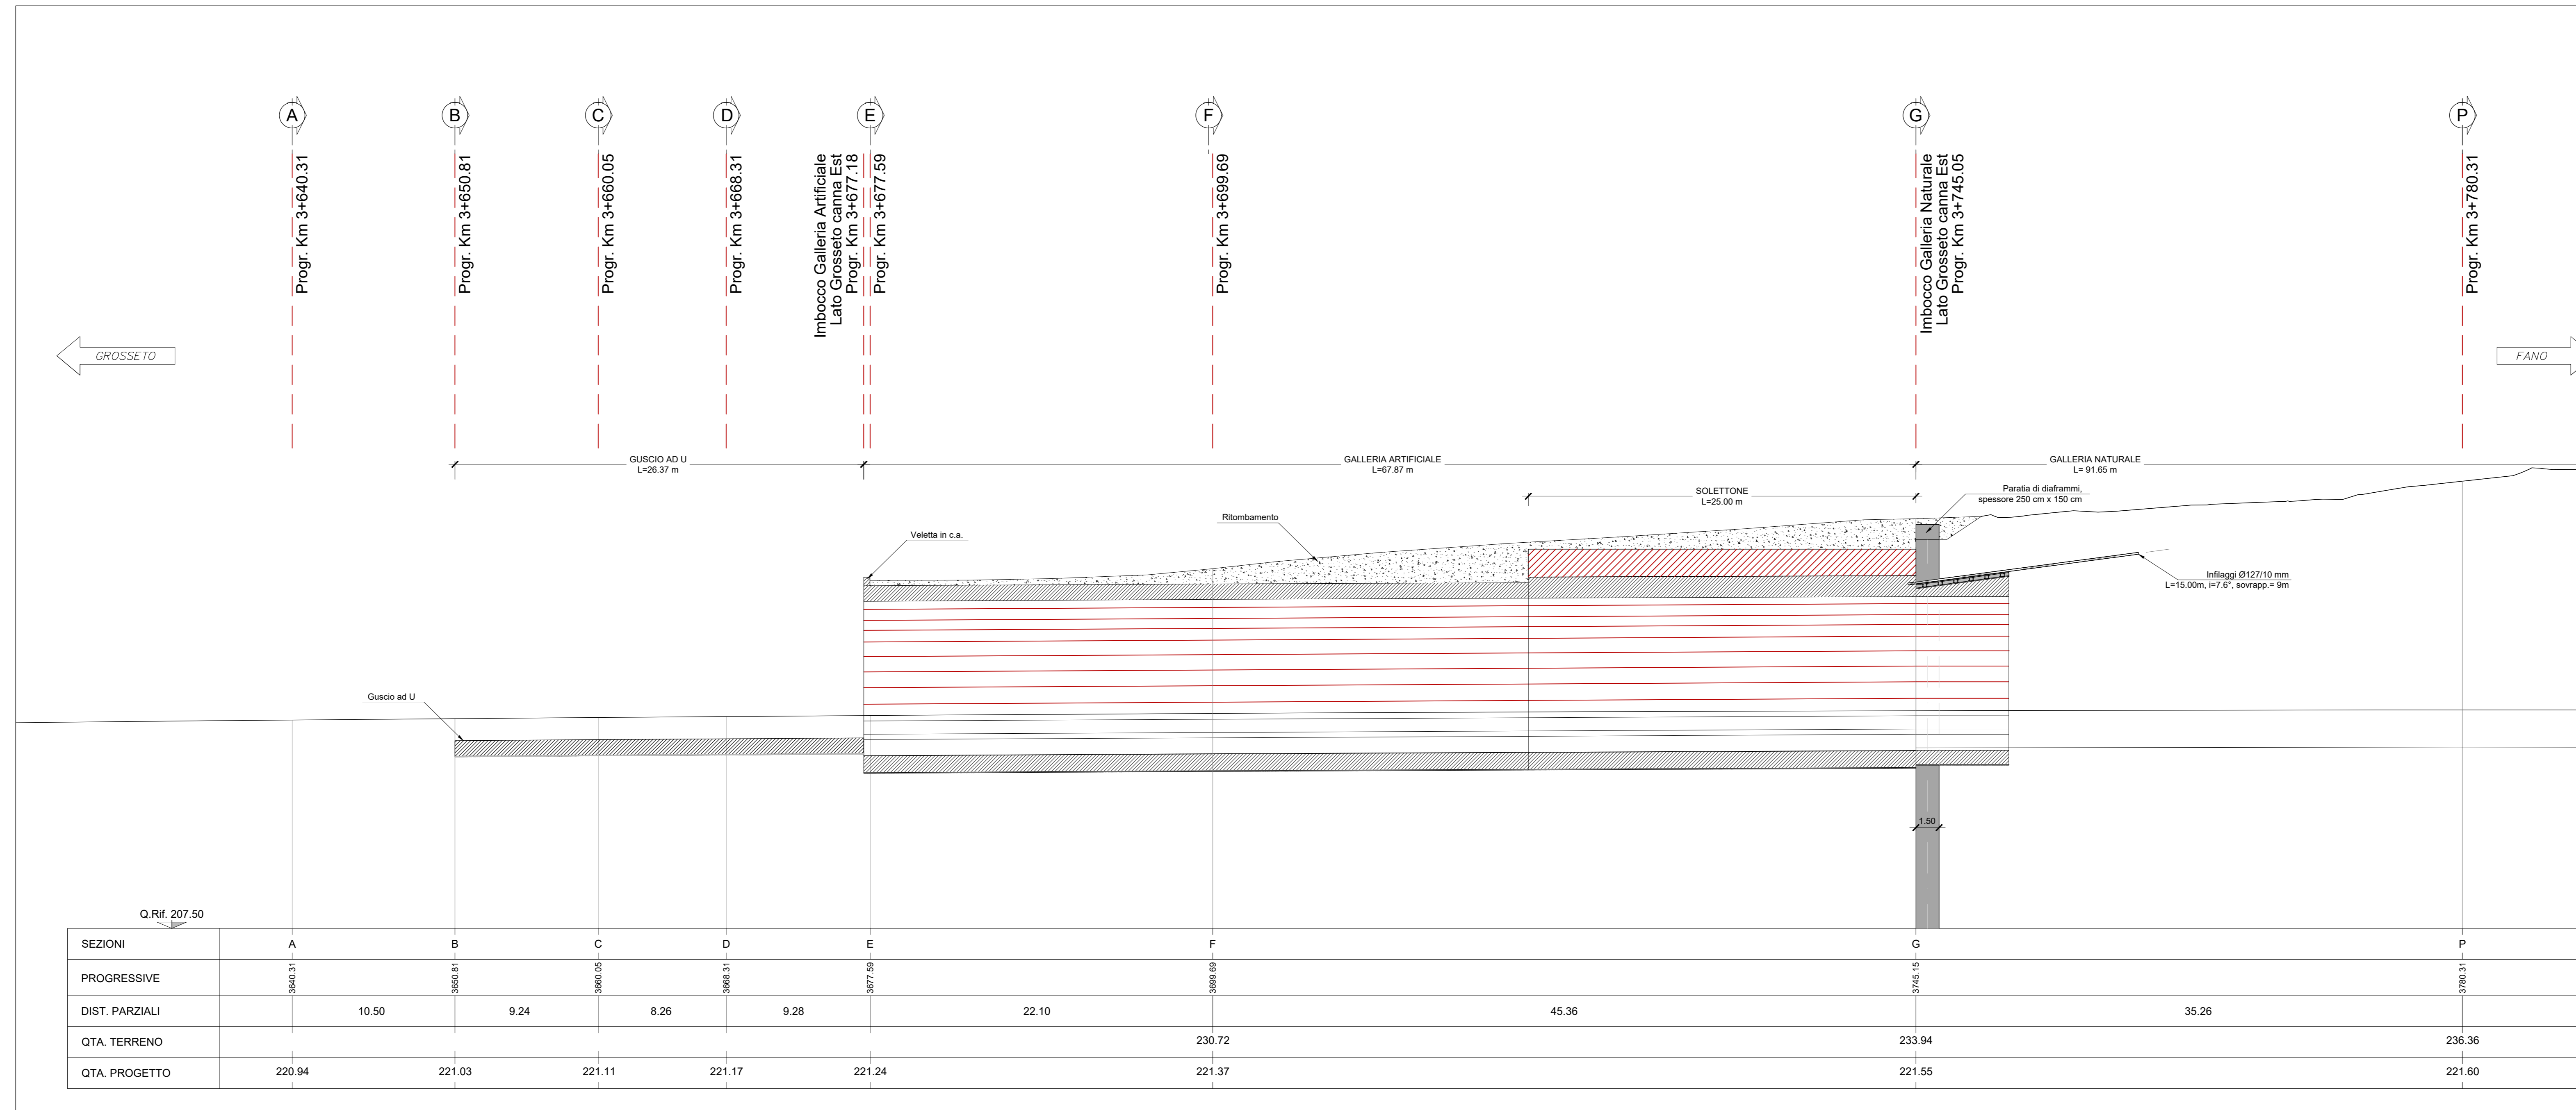 A
B
C
D
E
F
G
P
Progr. Km 3+640.31
Progr. Km 3+650.81
Progr. Km 3+660.05
Progr. Km 3+668.31
Imbocco Galleria Artificiale
Lato Grosseto canna Est
Progr. Km 3+677.18
Progr. Km 3+677.59
Progr. Km 3+699.69
Imbocco Galleria Naturale
Lato Grosseto canna Est
Progr. Km 3+745.05
Progr. Km 3+780.31
GROSSETO
FANO
GUSCIO AD U
L=26.37 m
GALLERIA ARTIFICIALE
L=67.87 m
GALLERIA NATURALE
L= 91.65 m
SOLETTONE
L=25.00 m
Paratia di diaframmi,
spessore 250 cm x 150 cm
Ritombamento
Veletta in c.a.
Infilaggi Ø127/10 mm
L=15.00m, i=7.6°, sovrapp.= 9m
Guscio ad U
1.50
Q.Rif. 207.50
SEZIONI A B C D E F G P
PROGRESSIVE 3640.31 3650.81 3660.05 3668.31 3677.59 3699.69 3745.15 3780.31
DIST. PARZIALI 10.50 9.24 8.26 9.28 22.10 45.36 35.26
QTA. TERRENO 230.72 233.94 236.36
QTA. PROGETTO 220.94 221.03 221.11 221.17 221.24 221.37 221.55 221.60